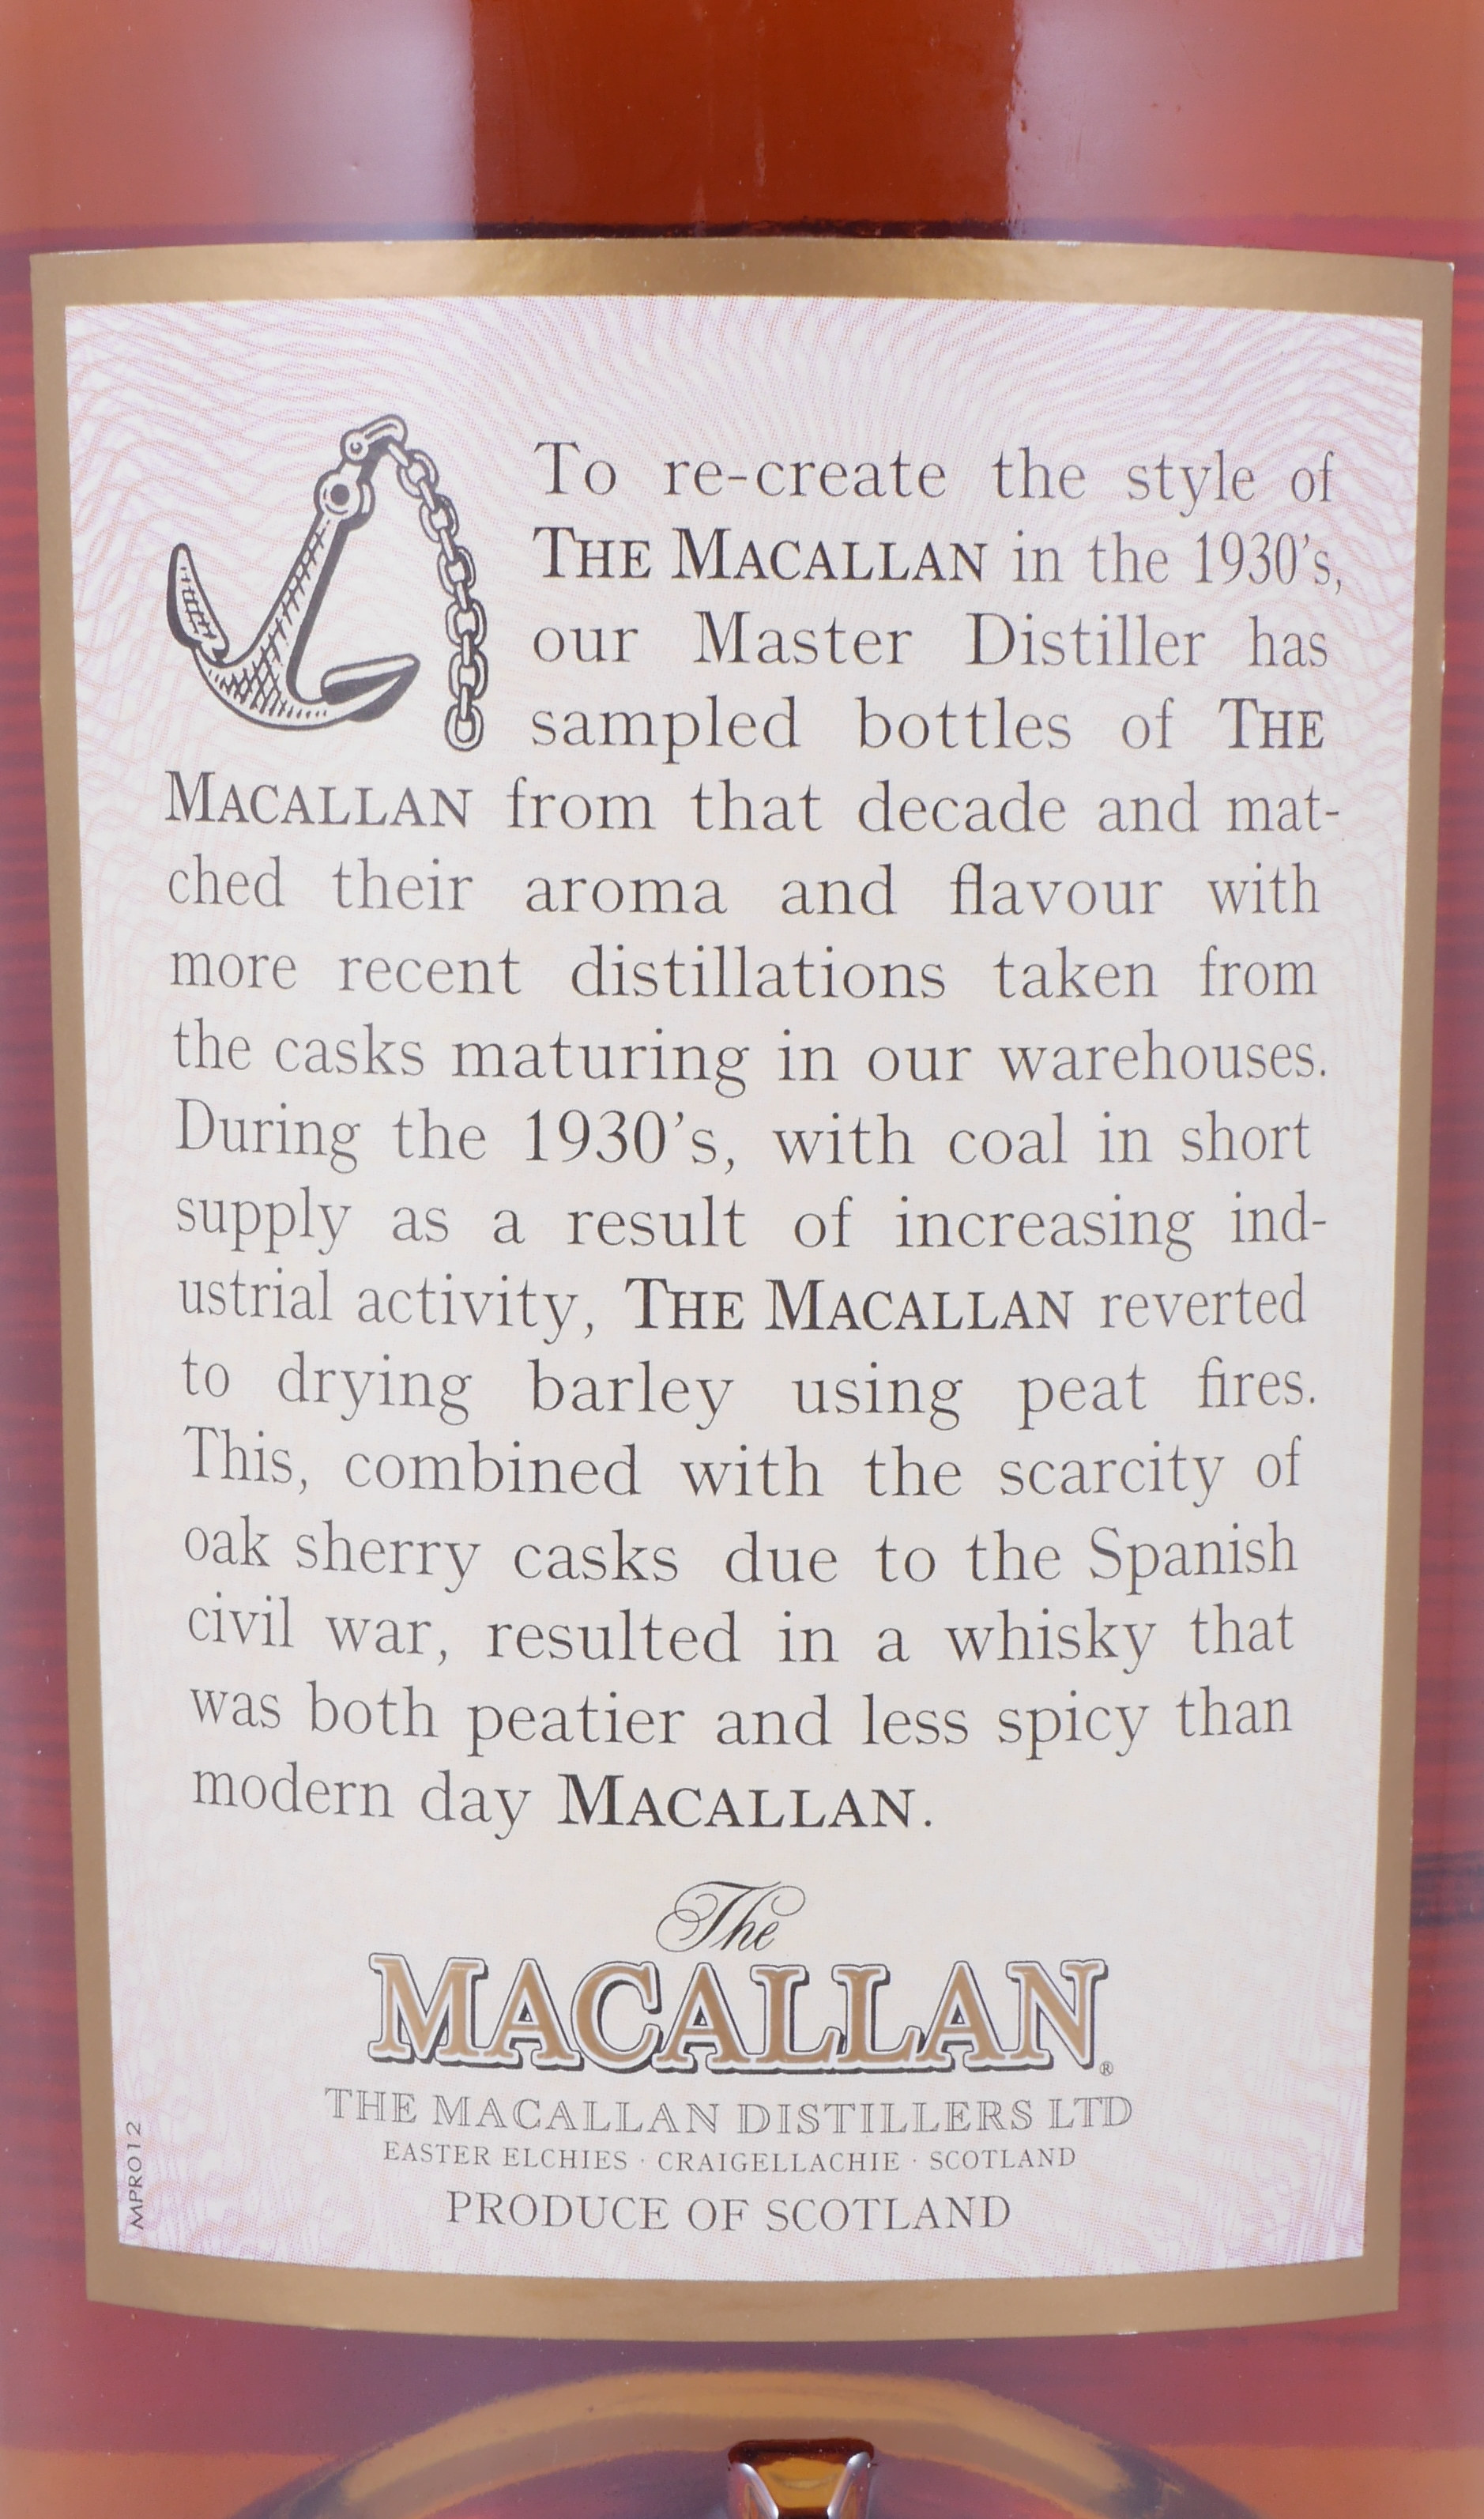 To re-create the style of
THE MACALLAN in the 1930's,
our Master Distiller has
sampled bottles of THE
MACALLAN from that decade and mat-
ched their aroma and flavour with
more recent distillations taken from
the casks maturing in our warehouses.
During the 1930's, with coal in short
supply as a result of increasing ind-
ustrial activity, THE MACALLAN reverted
to drying barley using peat fires.
This, combined with the scarcity of
oak sherry casks due to the Spanish
civil war, resulted in a whisky that
was both peatier and less spicy than
modern day MACALLAN.
The
MACALLAN®
THE MACALLAN DISTILLERS LTD
EASTER ELCHIES · CRAIGELLACHIE · SCOTLAND
PRODUCE OF SCOTLAND
MPRO12